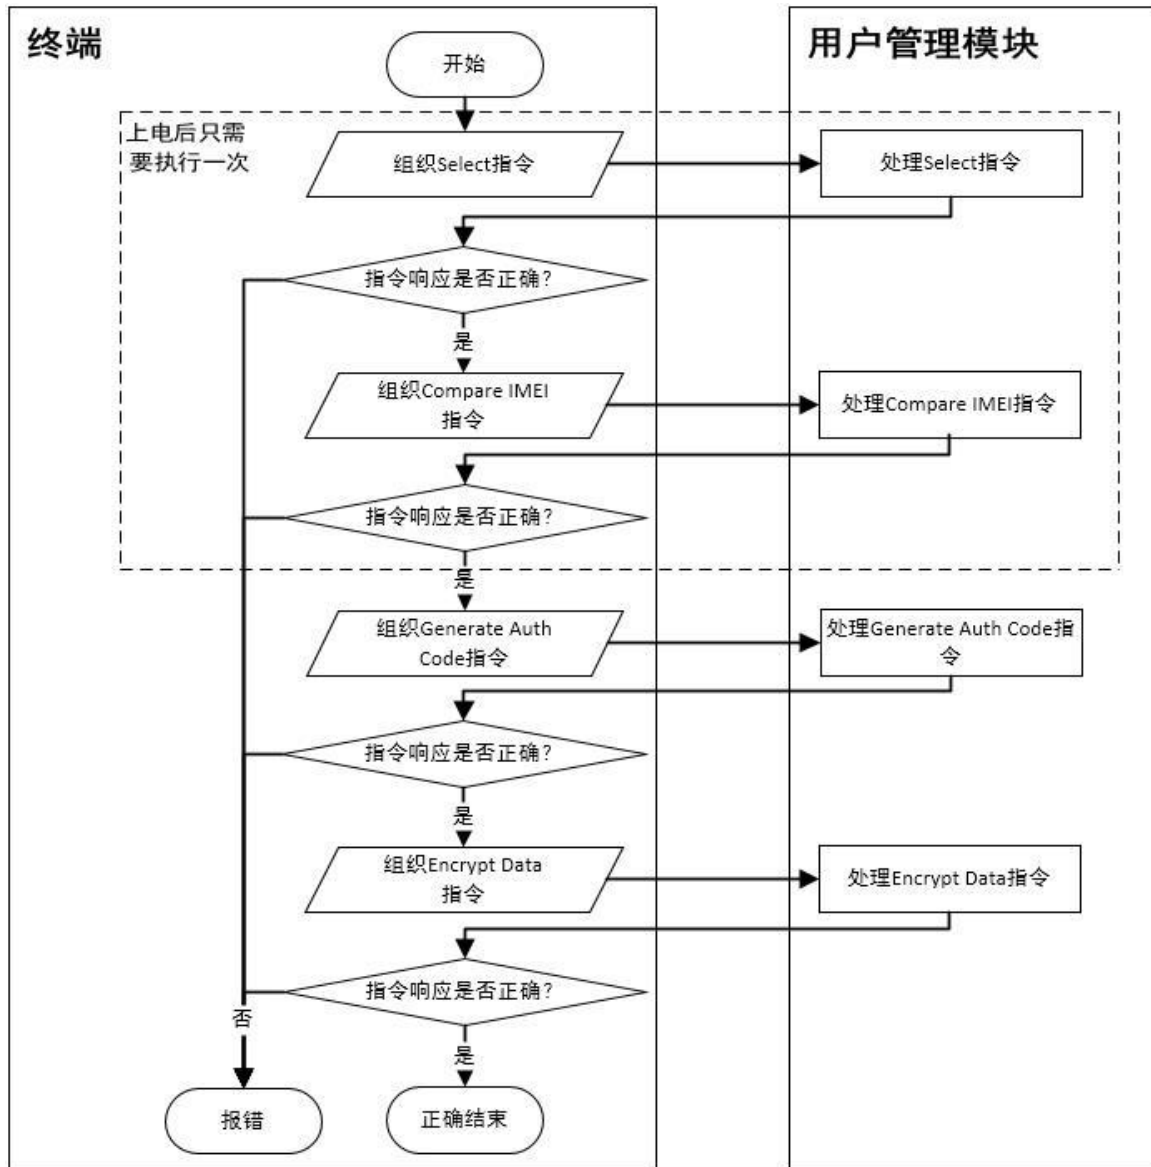 终端
用户管理模块
开始
上电后只需
要执行一次
组织Select指令
处理Select指令
指令响应是否正确?
是
组织Compare IMEI
指令
处理Compare IMEI指令
指令响应是否正确?
是
组织Generate Auth
Code指令
处理Generate Auth Code指
令
指令响应是否正确?
是
组织Encrypt Data
指令
处理Encrypt Data指令
指令响应是否正确?
否
是
报错
正确结束